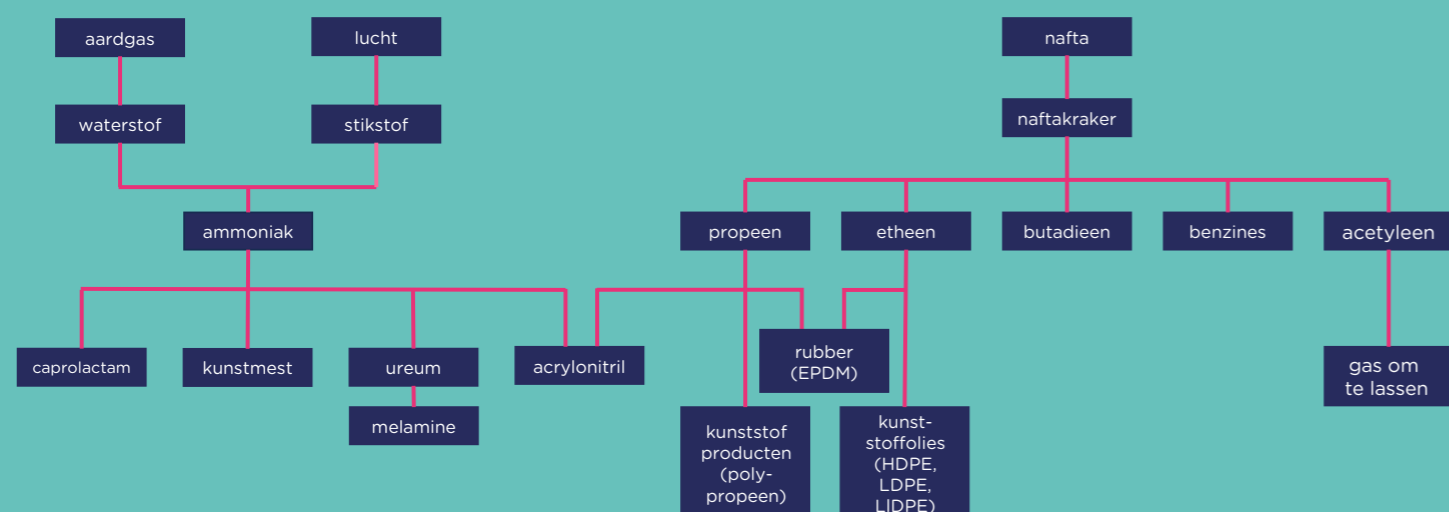 aardgas
lucht
nafta
waterstof
stikstof
naftakraker
ammoniak
propeen
etheen
butadieen
benzines
acetyleen
caprolactam
kunstmest
ureum
acrylonitril
rubber
(EPDM)
gas om
te lassen
melamine
kunststof
producten
(poly-
propeen)
kunst-
stoffolies
(HDPE,
LDPE,
LIDPE)